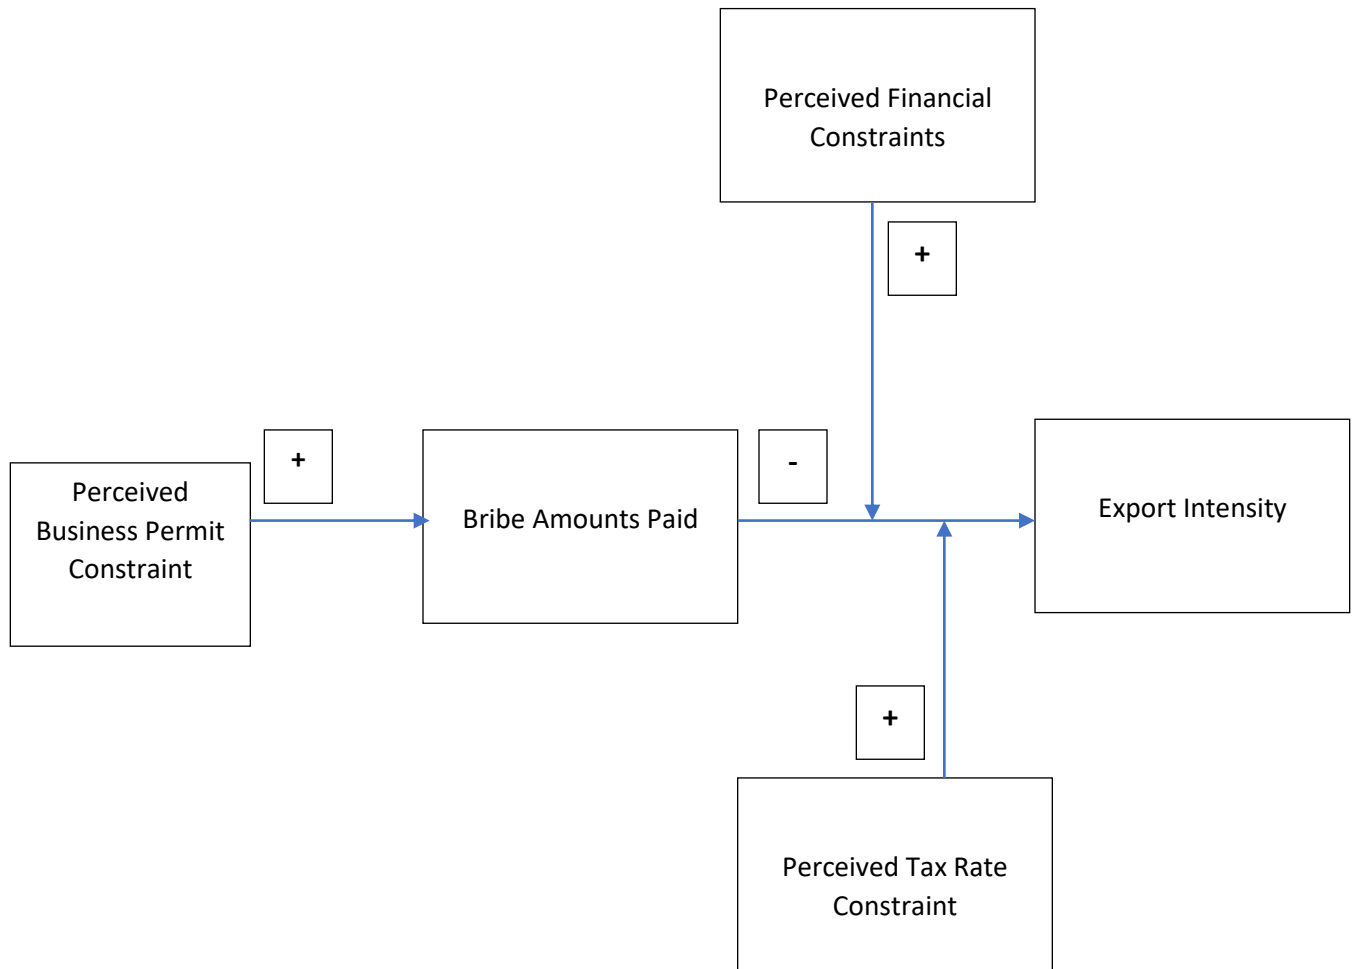 Perceived Financial
Constraints
+
+
-
Perceived
Business Permit
Constraint
Bribe Amounts Paid
Export Intensity
+
Perceived Tax Rate
Constraint